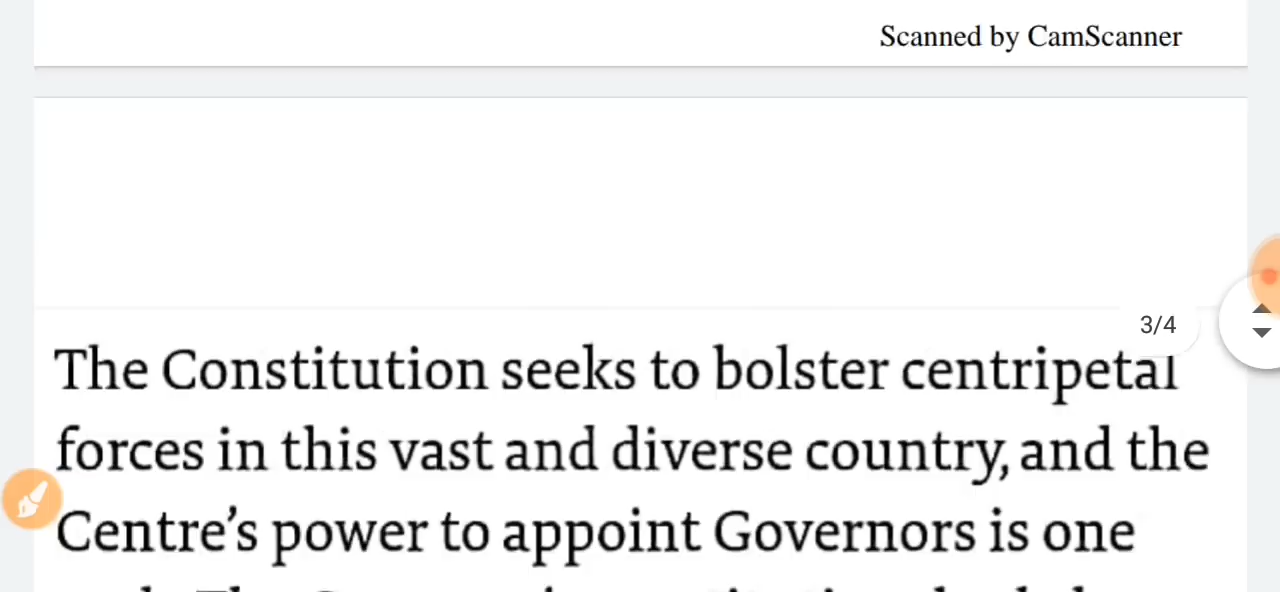 Scanned by CamScanner
3/4
The Constitution seeks to bolster centripetal
forces in this vast and diverse country, and the
Centre's power to appoint Governors is one